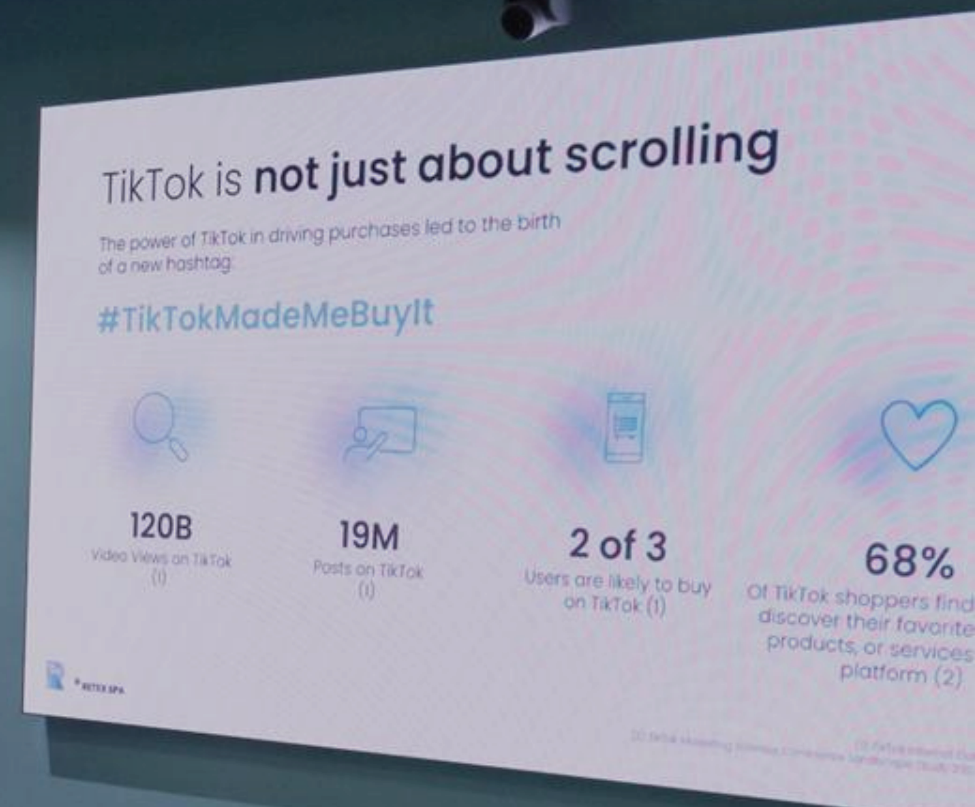 TikTok is not just about scrolling
The power of TikTok in driving purchases led to the birth
of a new hashtag:
#TikTokMadeMeBuyIt
120B
Video Views on TikTok
(1)
19M
Posts on TikTok
(1)
2 of 3
Users are likely to buy
on TikTok (1)
68%
Of TikTok shoppers find
discover their favorite
products, or services
platform (2)
© RETEX SPA